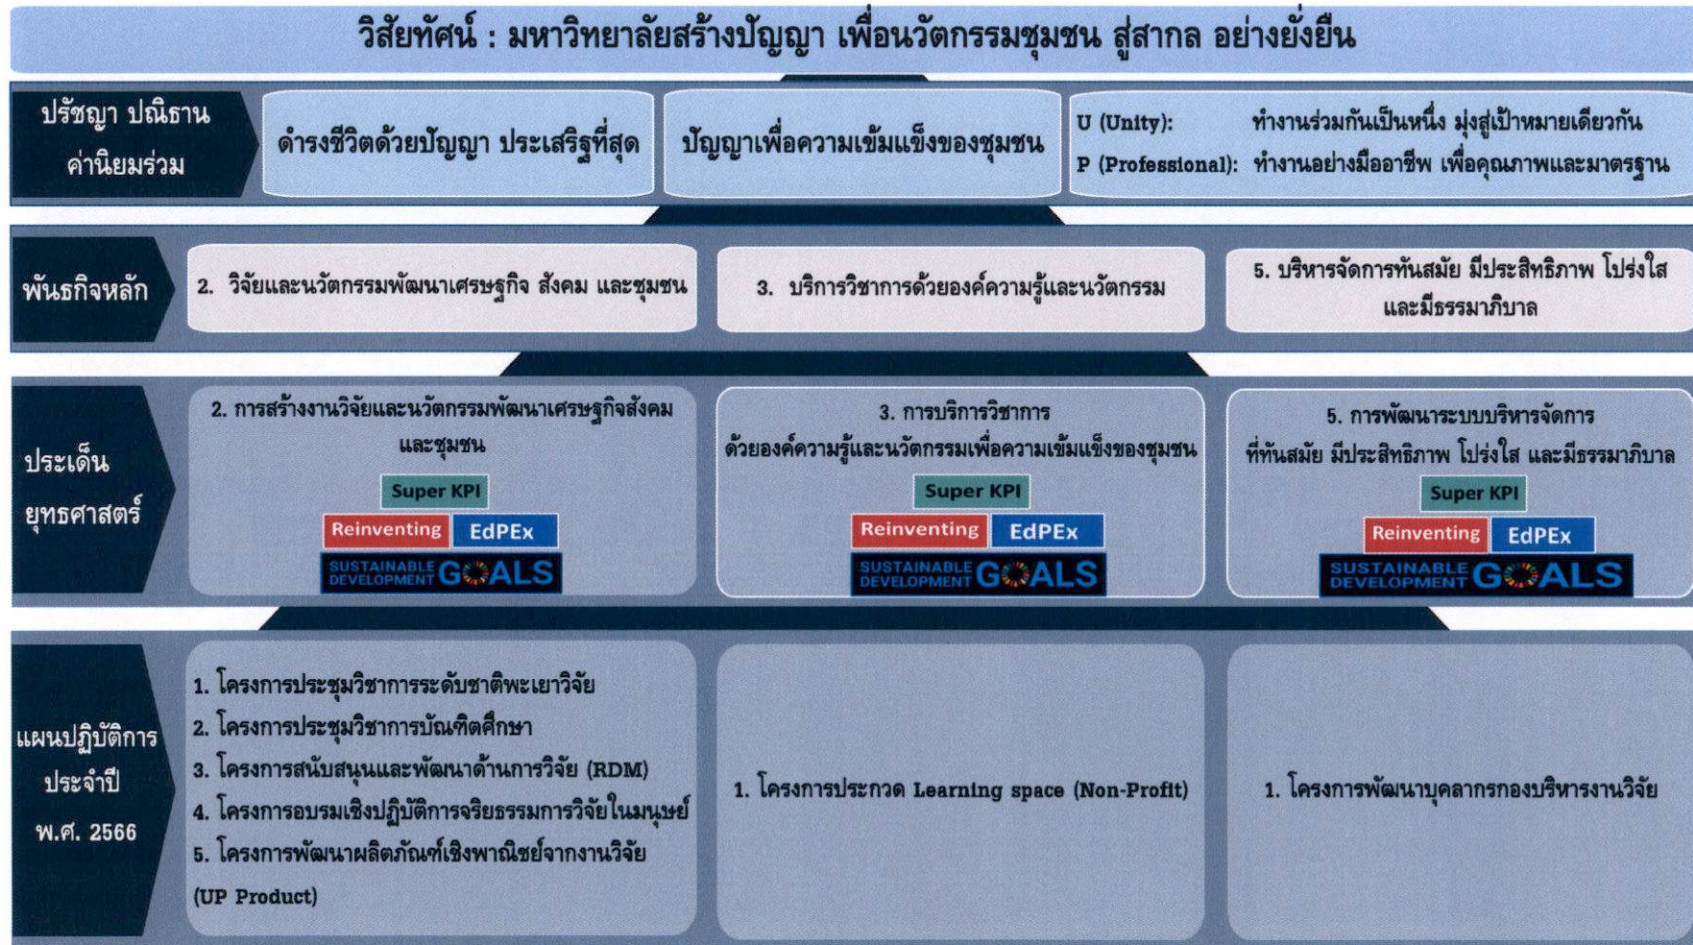 วิสัยทัศน์ : มหาวิทยาลัยสร้างปัญญา เพื่อนวัตกรรมชุมชน สู่สากล อย่างยั่งยืน
ปรัชญา ปณิธาน
ค่านิยมร่วม
ดำรงชีวิตด้วยปัญญา ประเสริฐที่สุด
ปัญญาเพื่อความเข้มแข็งของชุมชน
U (Unity): ทำงานร่วมกันเป็นหนึ่ง มุ่งสู่เป้าหมายเดียวกัน
P (Professional): ทำงานอย่างมืออาชีพ เพื่อคุณภาพและมาตรฐาน
พันธกิจหลัก
2. วิจัยและนวัตกรรมพัฒนาเศรษฐกิจ สังคม และชุมชน
3. บริการวิชาการด้วยองค์ความรู้และนวัตกรรม
5. บริหารจัดการทันสมัย มีประสิทธิภาพ โปร่งใส
และมีธรรมาภิบาล
ประเด็น
ยุทธศาสตร์
2. การสร้างงานวิจัยและนวัตกรรมพัฒนาเศรษฐกิจสังคม
และชุมชน
Super KPI
Reinventing EdPEx
SUSTAINABLE DEVELOPMENT GOALS
3. การบริการวิชาการ
ด้วยองค์ความรู้และนวัตกรรมเพื่อความเข้มแข็งของชุมชน
Super KPI
Reinventing EdPEx
SUSTAINABLE DEVELOPMENT GOALS
5. การพัฒนาระบบบริหารจัดการ
ที่ทันสมัย มีประสิทธิภาพ โปร่งใส และมีธรรมาภิบาล
Super KPI
Reinventing EdPEx
SUSTAINABLE DEVELOPMENT GOALS
แผนปฏิบัติการ
ประจำปี
พ.ศ. 2566
1. โครงการประชุมวิชาการระดับชาติพะเยาวิจัย
2. โครงการประชุมวิชาการบัณฑิตศึกษา
3. โครงการสนับสนุนและพัฒนาด้านการวิจัย (RDM)
4. โครงการอบรมเชิงปฏิบัติการจริยธรรมการวิจัยในมนุษย์
5. โครงการพัฒนาผลิตภัณฑ์เชิงพาณิชย์จากงานวิจัย
(UP Product)
1. โครงการประกวด Learning space (Non-Profit)
1. โครงการพัฒนาบุคลากรกองบริหารงานวิจัย